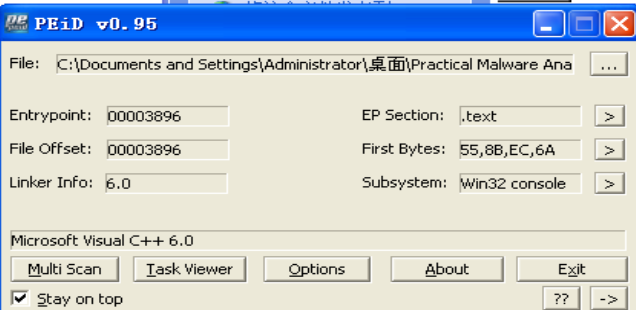 PEiD v0.95
File: C:\Documents and Settings\Administrator\桌面\Practical Malware Ana ...
Entrypoint: 00003896 EP Section: .text >
File Offset: 00003896 First Bytes: 55,8B,EC,6A >
Linker Info: 6.0 Subsystem: Win32 console >
Microsoft Visual C++ 6.0
Multi Scan Task Viewer Options About Exit
Stay on top ?? ->